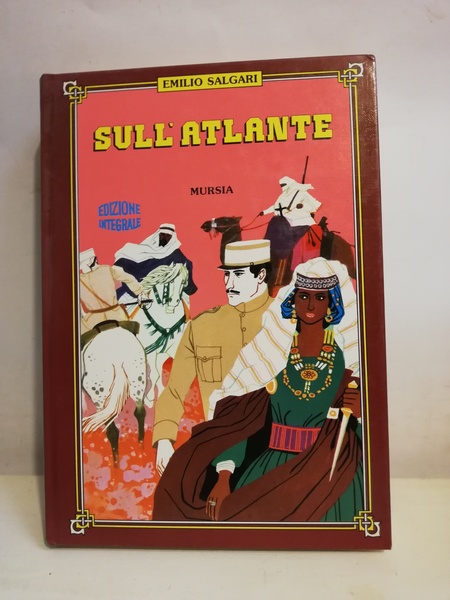 EMILIO SALGARI
SULL'ATLANTE
MURSIA
EDIZIONE
INTEGRALE